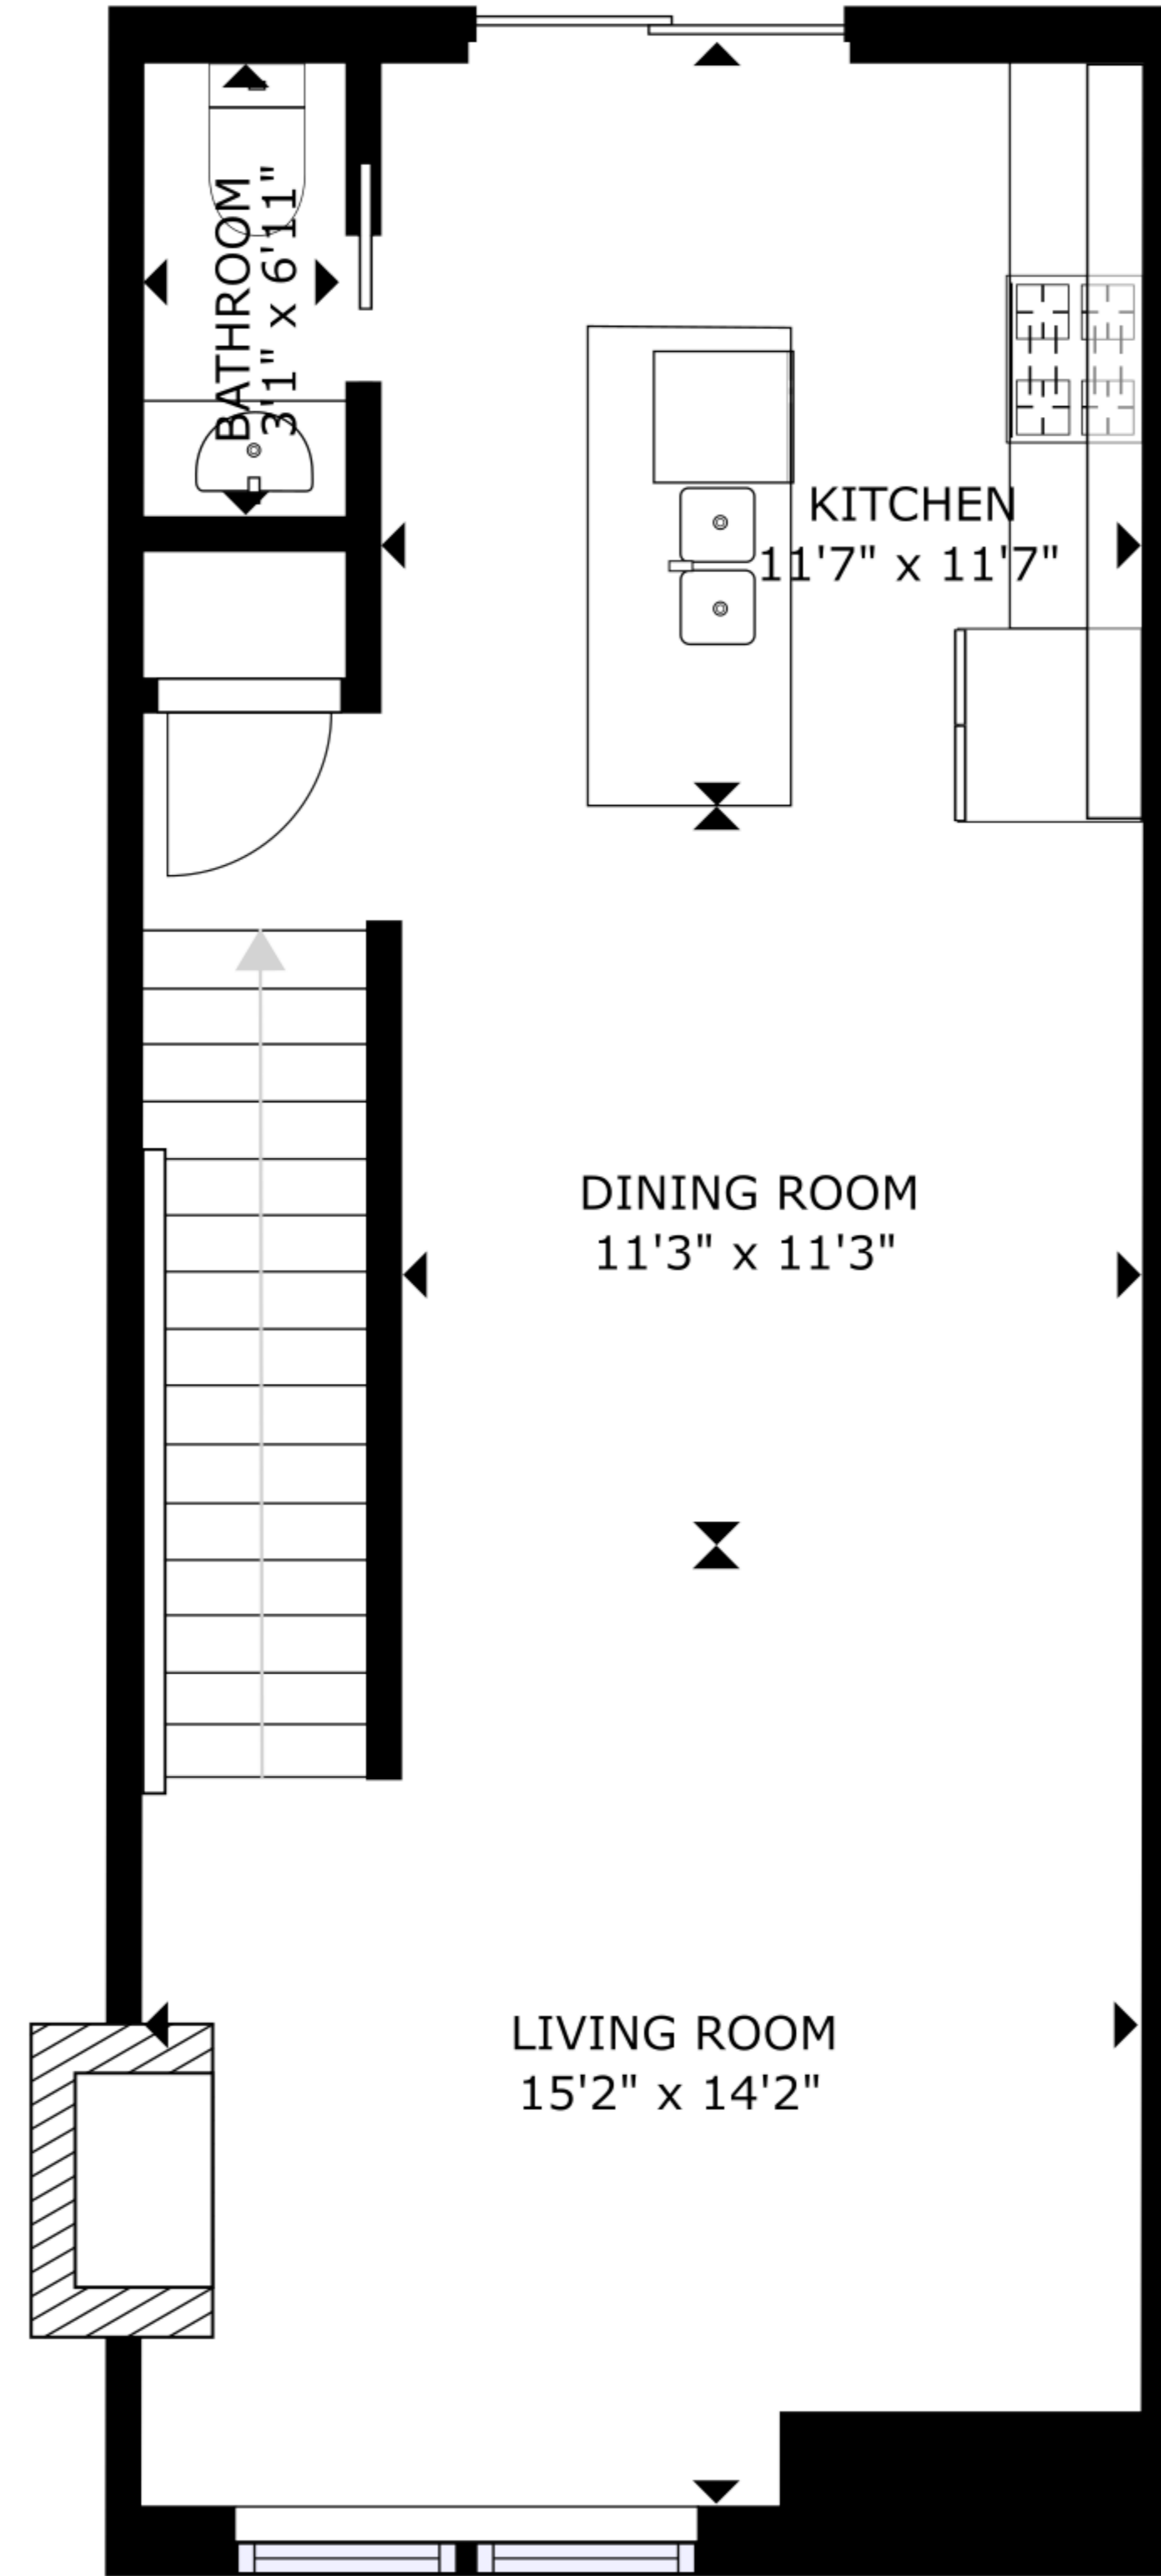 BATHROOM
3'1" x 6'11"
KITCHEN
11'7" x 11'7"
DINING ROOM
11'3" x 11'3"
LIVING ROOM
15'2" x 14'2"